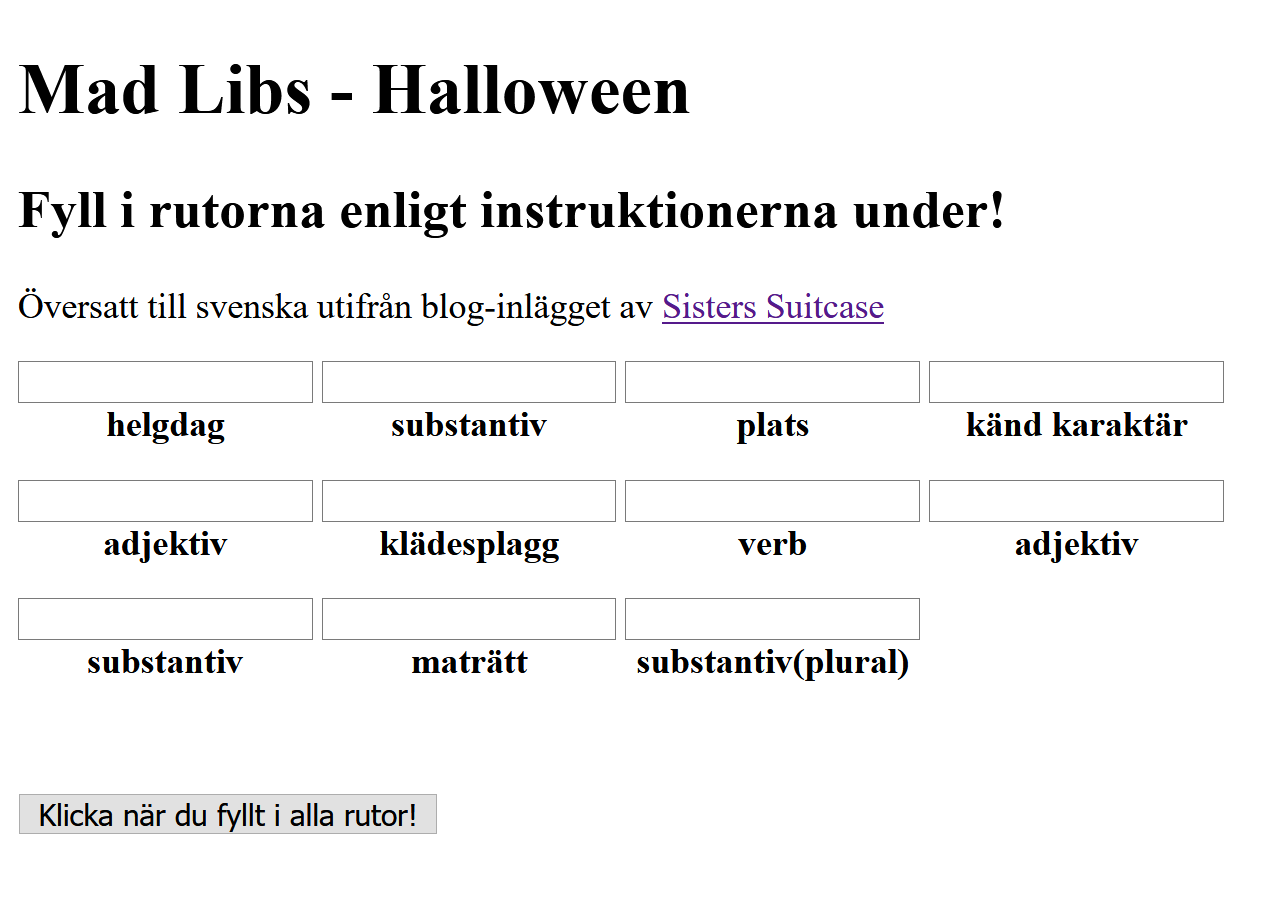 Mad Libs - Halloween
Fyll i rutorna enligt instruktionerna under!
Översatt till svenska utifrån blog-inlägget av Sisters Suitcase
helgdag substantiv plats känd karaktär
adjektiv klädesplagg verb adjektiv
substantiv maträtt substantiv(plural)
Klicka när du fyllt i alla rutor!